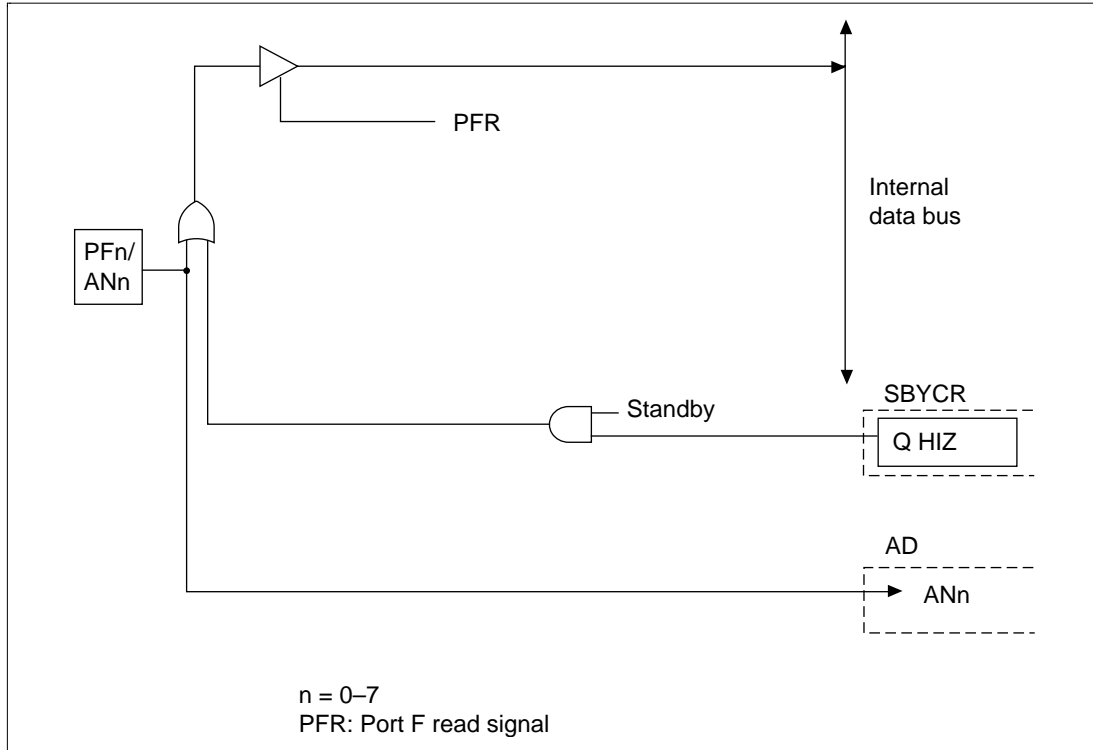 PFR
Internal
data bus
PFn/
ANn
SBYCR
Standby
Q HIZ
AD
ANn
n = 0–7
PFR: Port F read signal